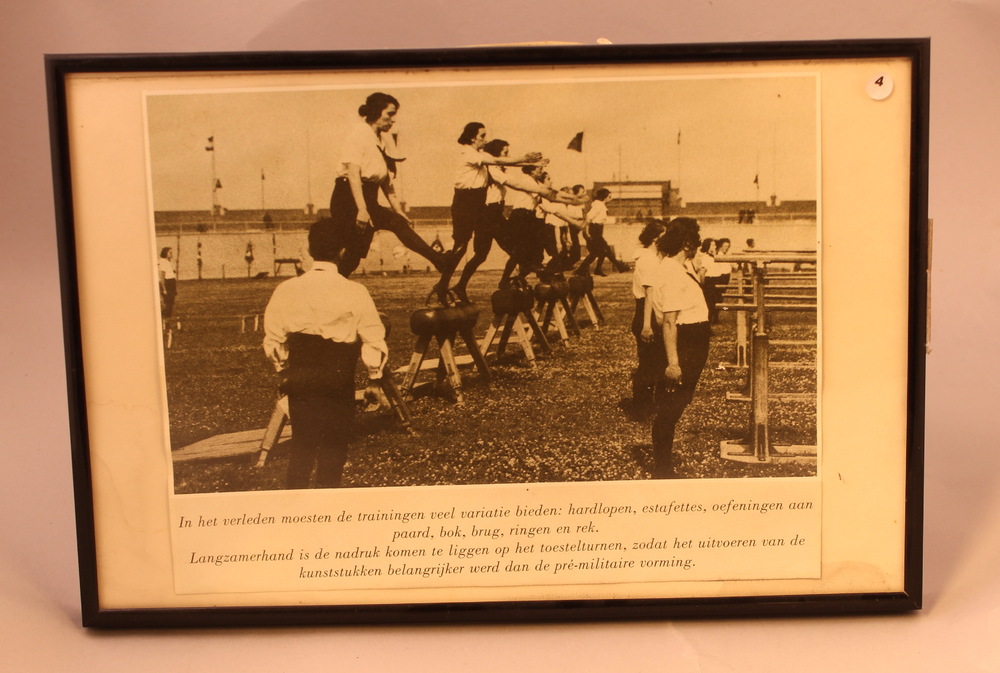 4
In het verleden moesten de trainingen veel variatie bieden: hardlopen, estafettes, oefeningen aan
paard, bok, brug, ringen en rek.
Langzamerhand is de nadruk komen te liggen op het toestelturnen, zodat het uitvoeren van de
kunststukken belangrijker werd dan de pré-militaire vorming.